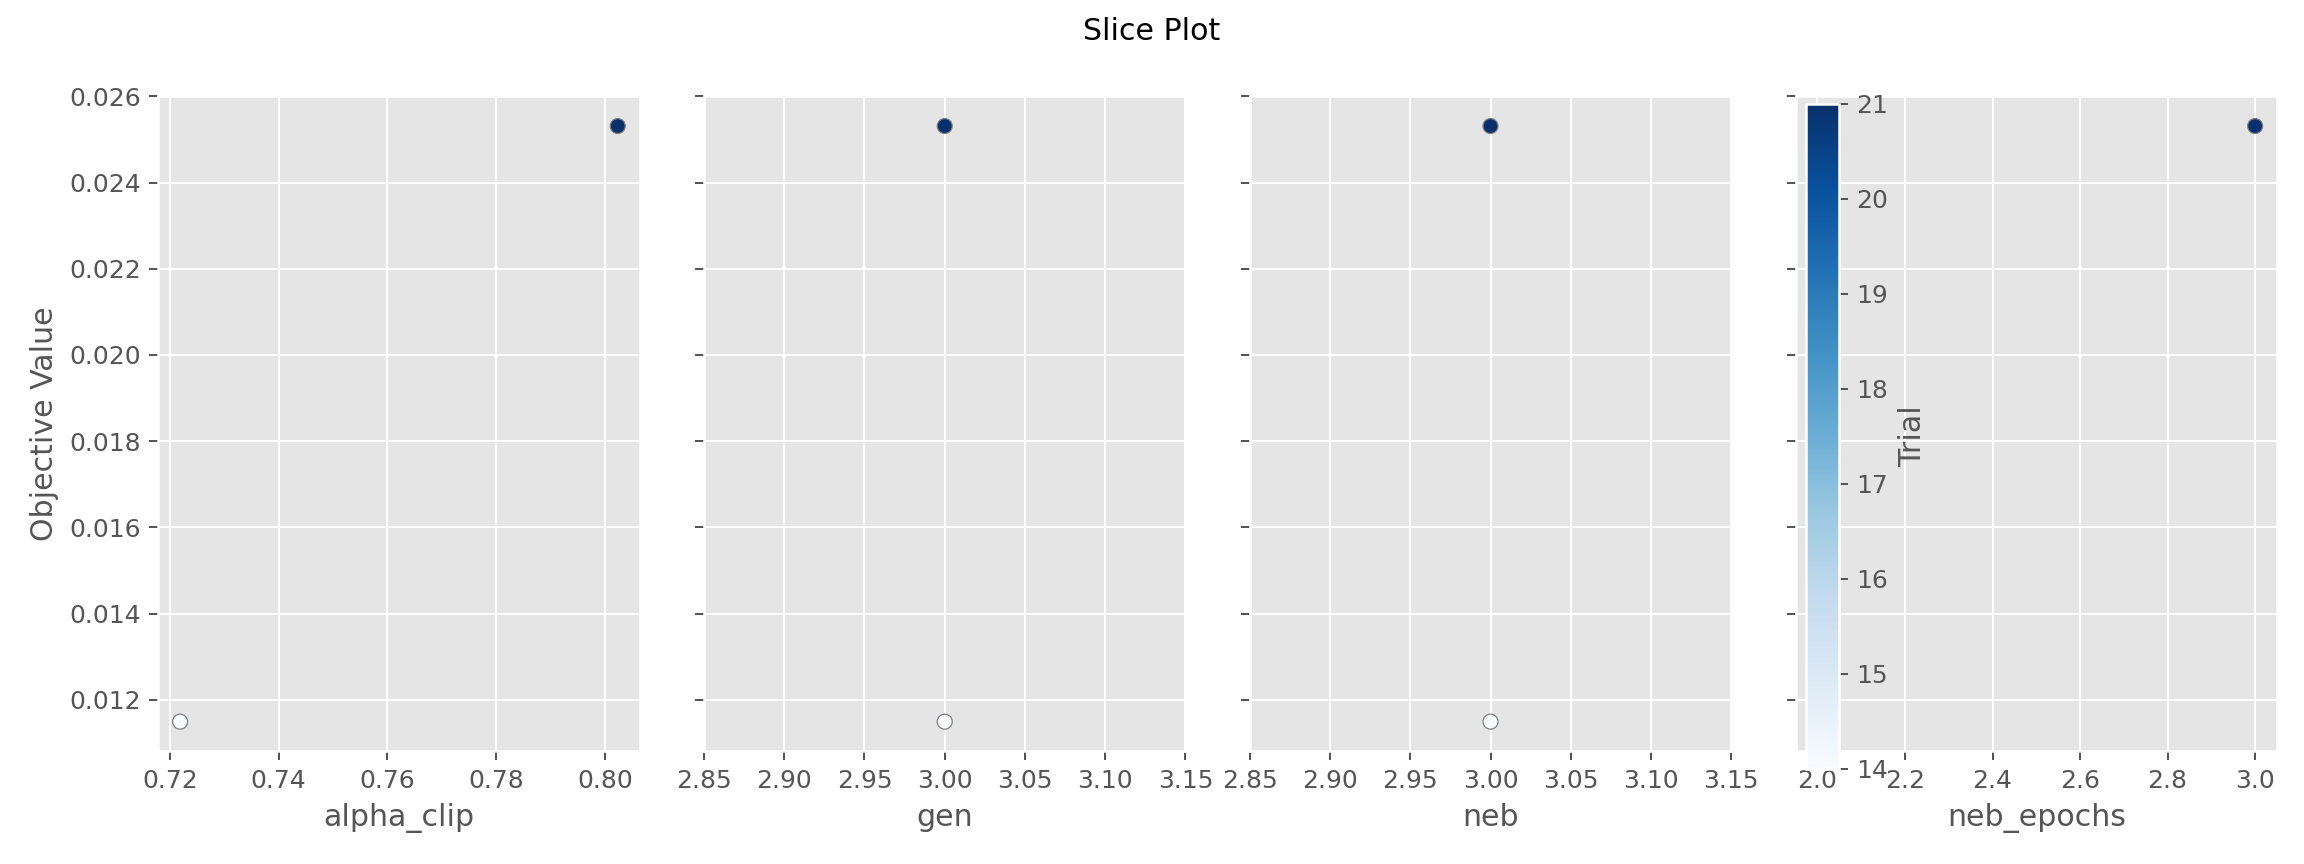 Slice Plot
Objective Value
0.026
0.024
0.022
0.020
0.018
0.016
0.014
0.012
0.72 0.74 0.76 0.78 0.80
alpha_clip
2.85 2.90 2.95 3.00 3.05 3.10 3.15
gen
2.85 2.90 2.95 3.00 3.05 3.10 3.15
neb
2.0 2.2 2.4 2.6 2.8 3.0
neb_epochs
21
20
19
18
17
16
15
14
Trial